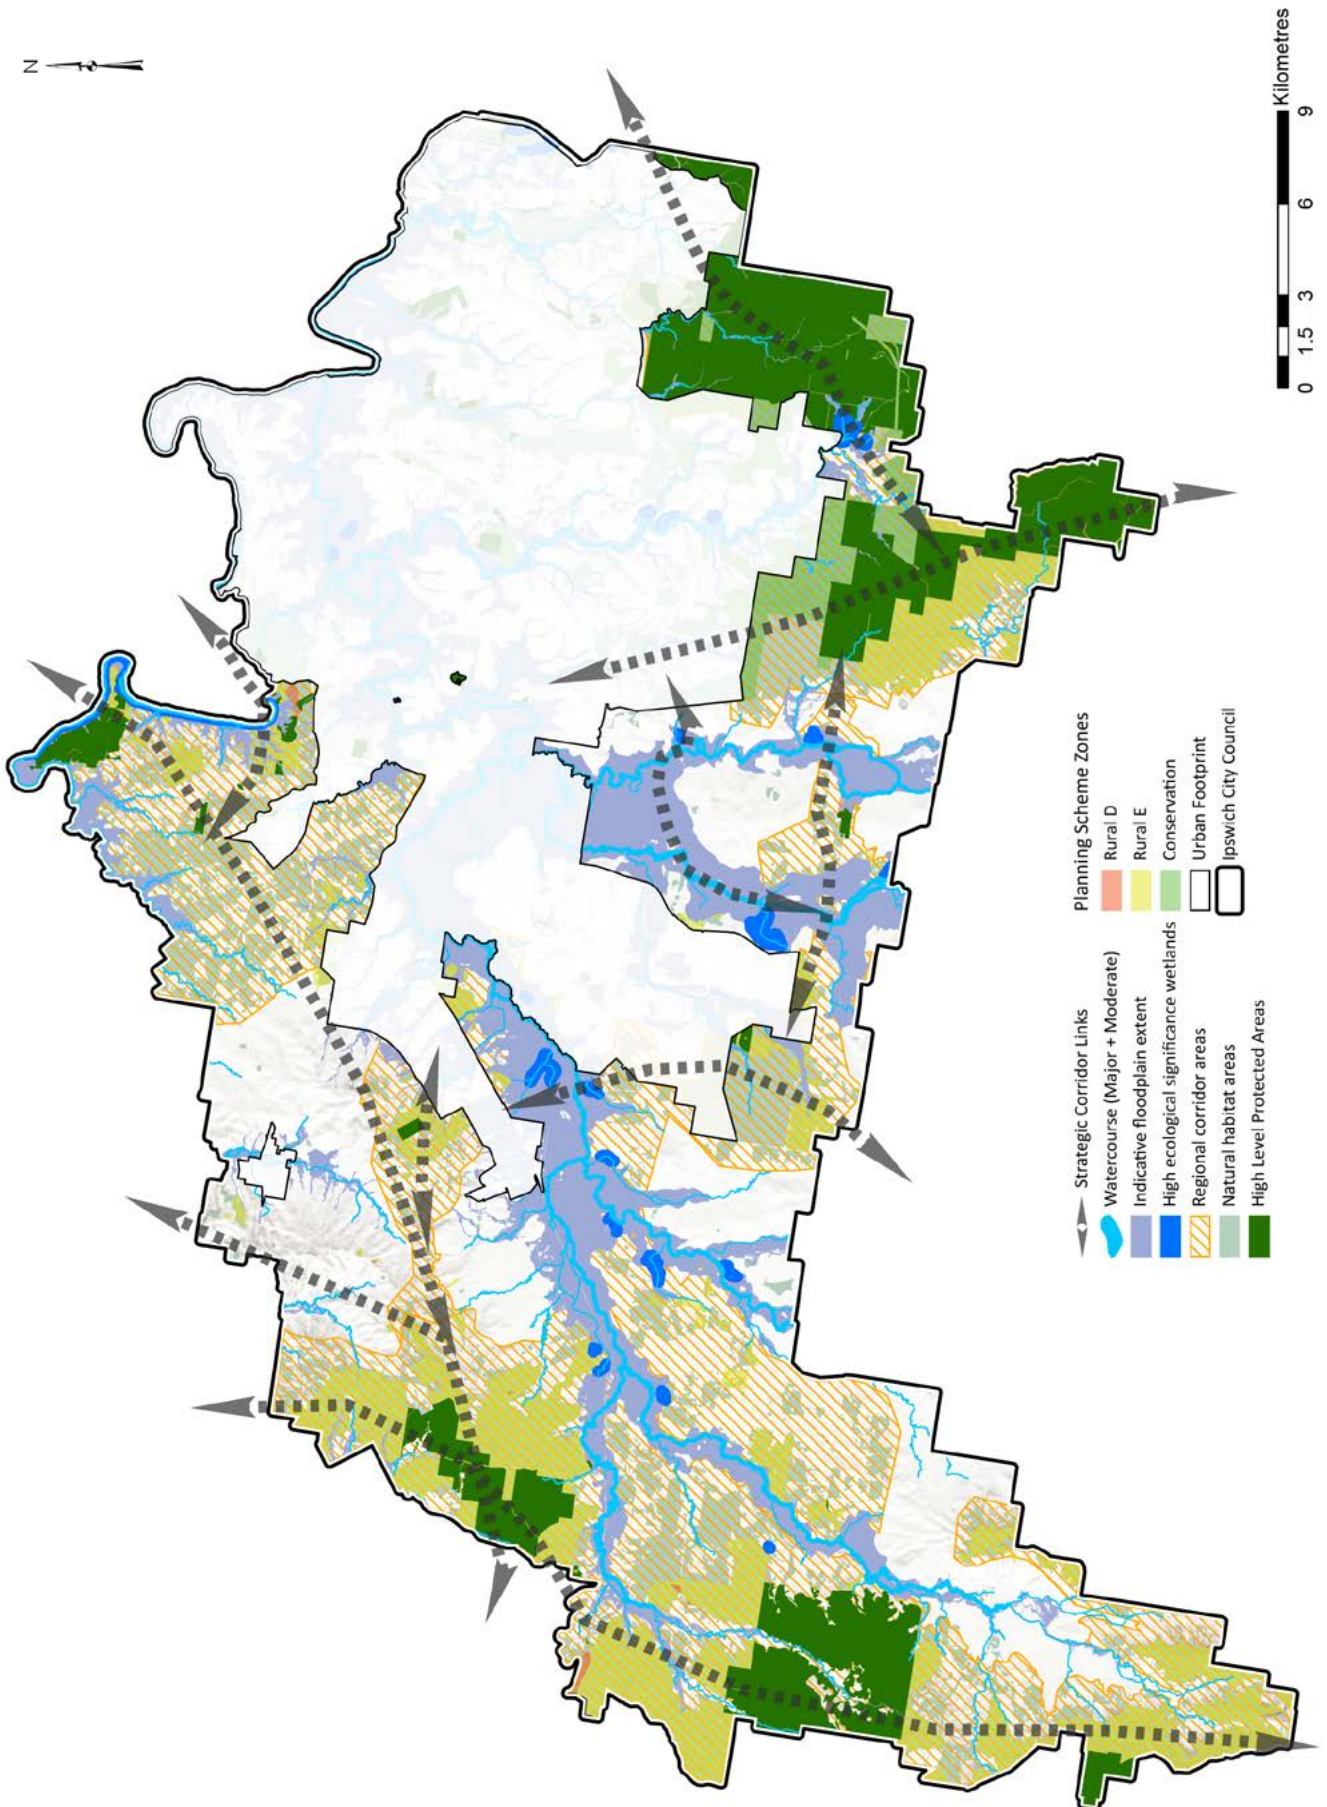 N
Strategic Corridor Links
Watercourse (Major + Moderate)
Indicative floodplain extent
High ecological significance wetlands
Regional corridor areas
Natural habitat areas
High Level Protected Areas
Planning Scheme Zones
Rural D
Rural E
Conservation
Urban Footprint
Ipswich City Council
0 1.5 3 6 9
Kilometres